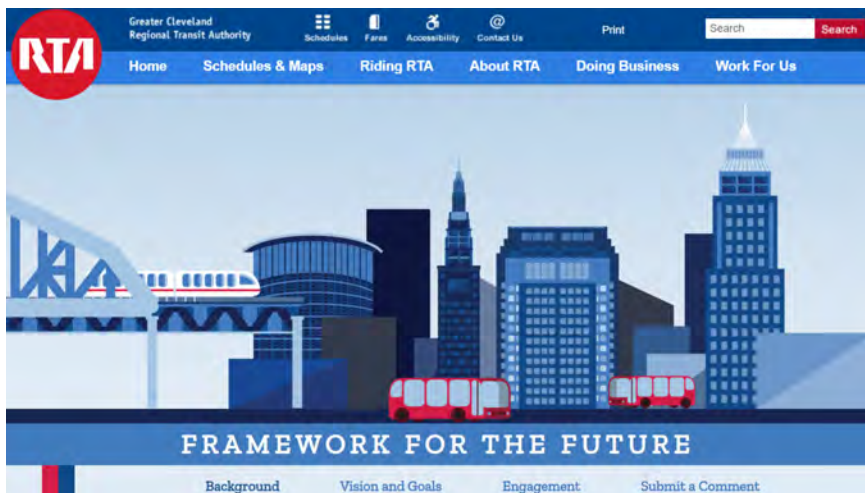 RTA
Greater Cleveland
Regional Transit Authority
Schedules Fares Accessibility Contact Us
Print
Search Search
Home Schedules & Maps Riding RTA About RTA Doing Business Work For Us
FRAMEWORK FOR THE FUTURE
Background Vision and Goals Engagement Submit a Comment